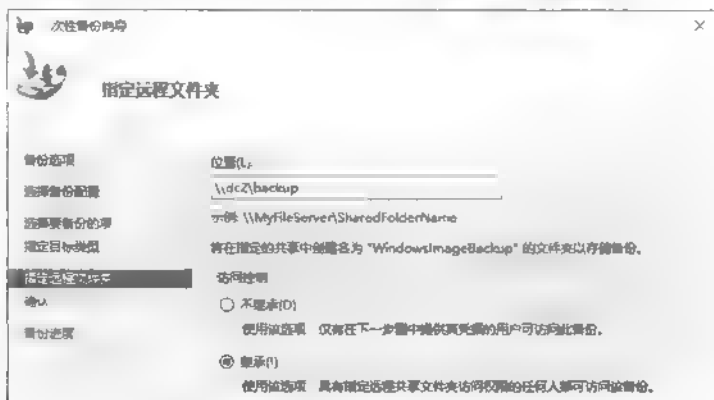 一次性备份向导
指定远程文件夹
备份选项
位置(L):
选择备份配置
\\dc2\backup
选择要备份的项
示例: \\MyFileServer\SharedFolderName
指定目标类型
将在指定的共享中创建名为 "WindowsImageBackup" 的文件夹以存储备份。
指定远程文件夹
访问控制
确认
不继承(D)
备份进度
使用该选项 仅有在下一步骤中提供其凭据的用户可访问此备份。
继承(I)
使用该选项 具有指定远程共享文件夹访问权限的任何人都可访问该备份。